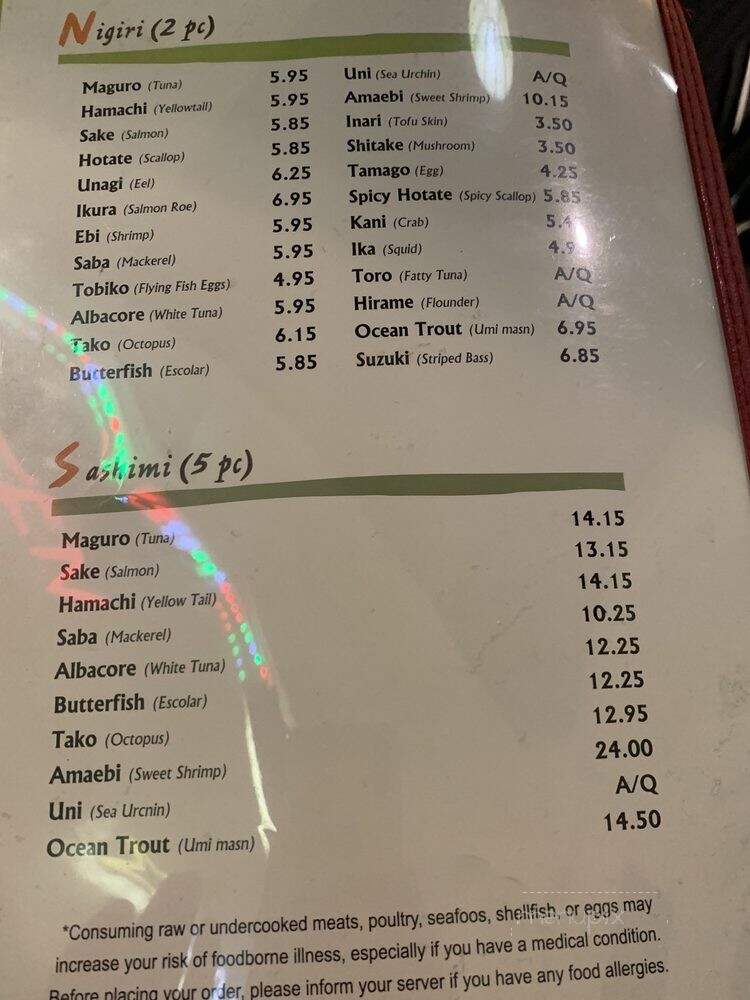 Nigiri (2 pc)
Maguro (Tuna) 5.95
Hamachi (Yellowtail) 5.95
Sake (Salmon) 5.85
Hotate (Scallop) 5.85
Unagi (Eel) 6.25
Ikura (Salmon Roe) 6.95
Ebi (Shrimp) 5.95
Saba (Mackerel) 5.95
Tobiko (Flying Fish Eggs) 4.95
Albacore (White Tuna) 5.95
Tako (Octopus) 6.15
Butterfish (Escolar) 5.85
Uni (Sea Urchin) A/Q
Amaebi (Sweet Shrimp) 10.15
Inari (Tofu Skin) 3.50
Shitake (Mushroom) 3.50
Tamago (Egg) 4.25
Spicy Hotate (Spicy Scallop) 5.85
Kani (Crab)
Ika (Squid)
Toro (Fatty Tuna) A/Q
Hirame (Flounder) A/Q
Ocean Trout (Umi masn) 6.95
Suzuki (Striped Bass) 6.85
Sashimi (5 pc)
Maguro (Tuna) 14.15
Sake (Salmon) 13.15
Hamachi (Yellow Tail) 14.15
Saba (Mackerel) 10.25
Albacore (White Tuna) 12.25
Butterfish (Escolar) 12.25
Tako (Octopus) 12.95
Amaebi (Sweet Shrimp) 24.00
Uni (Sea Urcnin) A/Q
Ocean Trout (Umi masn) 14.50
*Consuming raw or undercooked meats, poultry, seafoos, shellfish, or eggs may
increase your risk of foodborne illness, especially if you have a medical condition.
Before placing your order, please inform your server if you have any food allergies.
menupix